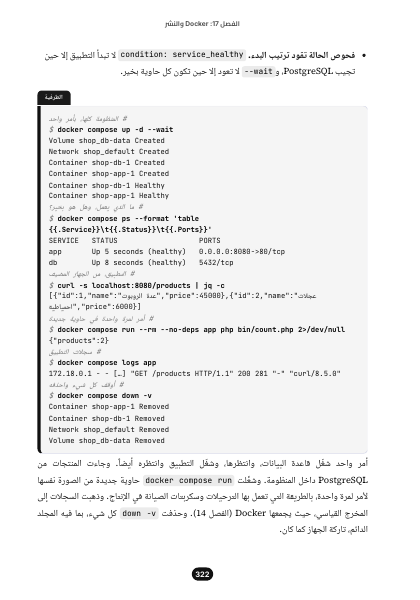 الفصل 17: Docker والنشر
• فحوص الحالة تقود ترتيب البدء. condition: service_healthy لا تبدأ التطبيق إلا حين
تجيب PostgreSQL، و --wait لا تعود إلا حين تكون كل حاوية بخير.
الطرفية
# المنظومة كلها، بأمر واحد
$ docker compose up -d --wait
Volume shop_db-data Created
Network shop_default Created
Container shop-db-1 Created
Container shop-app-1 Created
Container shop-db-1 Healthy
Container shop-app-1 Healthy
# ما الذي يعمل، وهل هو بخير؟
$ docker compose ps --format 'table
{{.Service}}\t{{.Status}}\t{{.Ports}}'
SERVICE STATUS PORTS
app Up 5 seconds (healthy) 0.0.0.0:8080->80/tcp
db Up 8 seconds (healthy) 5432/tcp
# التطبيق، من الجهاز المضيف
$ curl -s localhost:8080/products | jq -c
[{"id":1,"name":"عدة الروبوت","price":45000},{"id":2,"name":"عجلات
احتياطية","price":6000}]
# أمر لمرة واحدة في حاوية جديدة
$ docker compose run --rm --no-deps app php bin/count.php 2>/dev/null
{"products":2}
# سجلات التطبيق
$ docker compose logs app
172.18.0.1 - - […] "GET /products HTTP/1.1" 200 281 "-" "curl/8.5.0"
# أوقف كل شيء واحذفه
$ docker compose down -v
Container shop-app-1 Removed
Container shop-db-1 Removed
Network shop_default Removed
Volume shop_db-data Removed
أمر واحد شغّل قاعدة البيانات، وانتظرها، وشغّل التطبيق وانتظره أيضاً. وجاءت المنتجات من
PostgreSQL داخل المنظومة. وشغّلت docker compose run حاوية جديدة من الصورة نفسها
لأمر لمرة واحدة، بالطريقة التي تعمل بها الترحيلات وسكربتات الصيانة في الإنتاج. وذهبت السجلات إلى
المخرج القياسي، حيث يجمعها Docker (الفصل 14). وحذفت down -v كل شيء، بما فيه المجلد
الدائم، تاركة الجهاز كما كان.
322